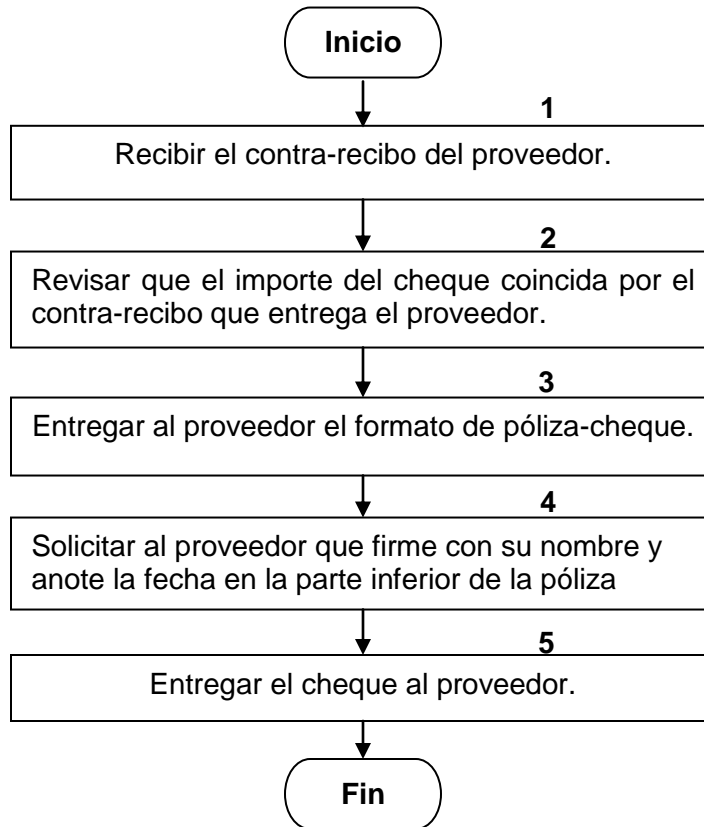 Inicio
1
Recibir el contra-recibo del proveedor.
2
Revisar que el importe del cheque coincida por el
contra-recibo que entrega el proveedor.
3
Entregar al proveedor el formato de póliza-cheque.
4
Solicitar al proveedor que firme con su nombre y
anote la fecha en la parte inferior de la póliza
5
Entregar el cheque al proveedor.
Fin